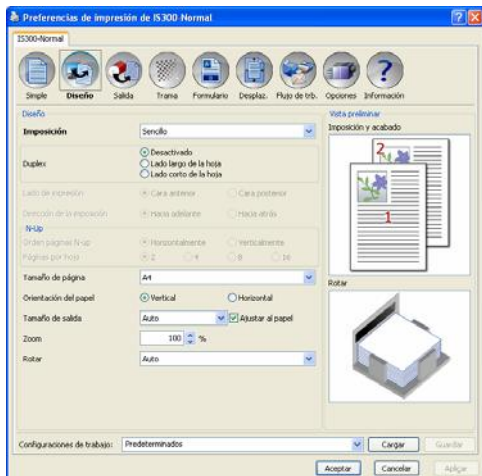 Preferencias de impresión de IS300-Normal
IS300-Normal
Simple Diseño Salida Trama Formulario Desplaz. Flujo de trb. Opciones Información
Diseño
Imposición Sencillo
Duplex
Desactivado
Lado largo de la hoja
Lado corto de la hoja
Lado de impresión Cara anterior Cara posterior
Dirección de la imposición Hacia adelante Hacia atrás
N-Up
Orden páginas N-up Horizontalmente Verticalmente
Páginas por hoja 2 4 8 16
Tamaño de página A4
Orientación del papel Vertical Horizontal
Tamaño de salida Auto Ajustar al papel
Zoom 100 %
Rotar Auto
Vista preliminar
Imposición y acabado
2
1
Rotar
Configuraciones de trabajo: Predeterminados Cargar Guardar
Aceptar Cancelar Aplicar